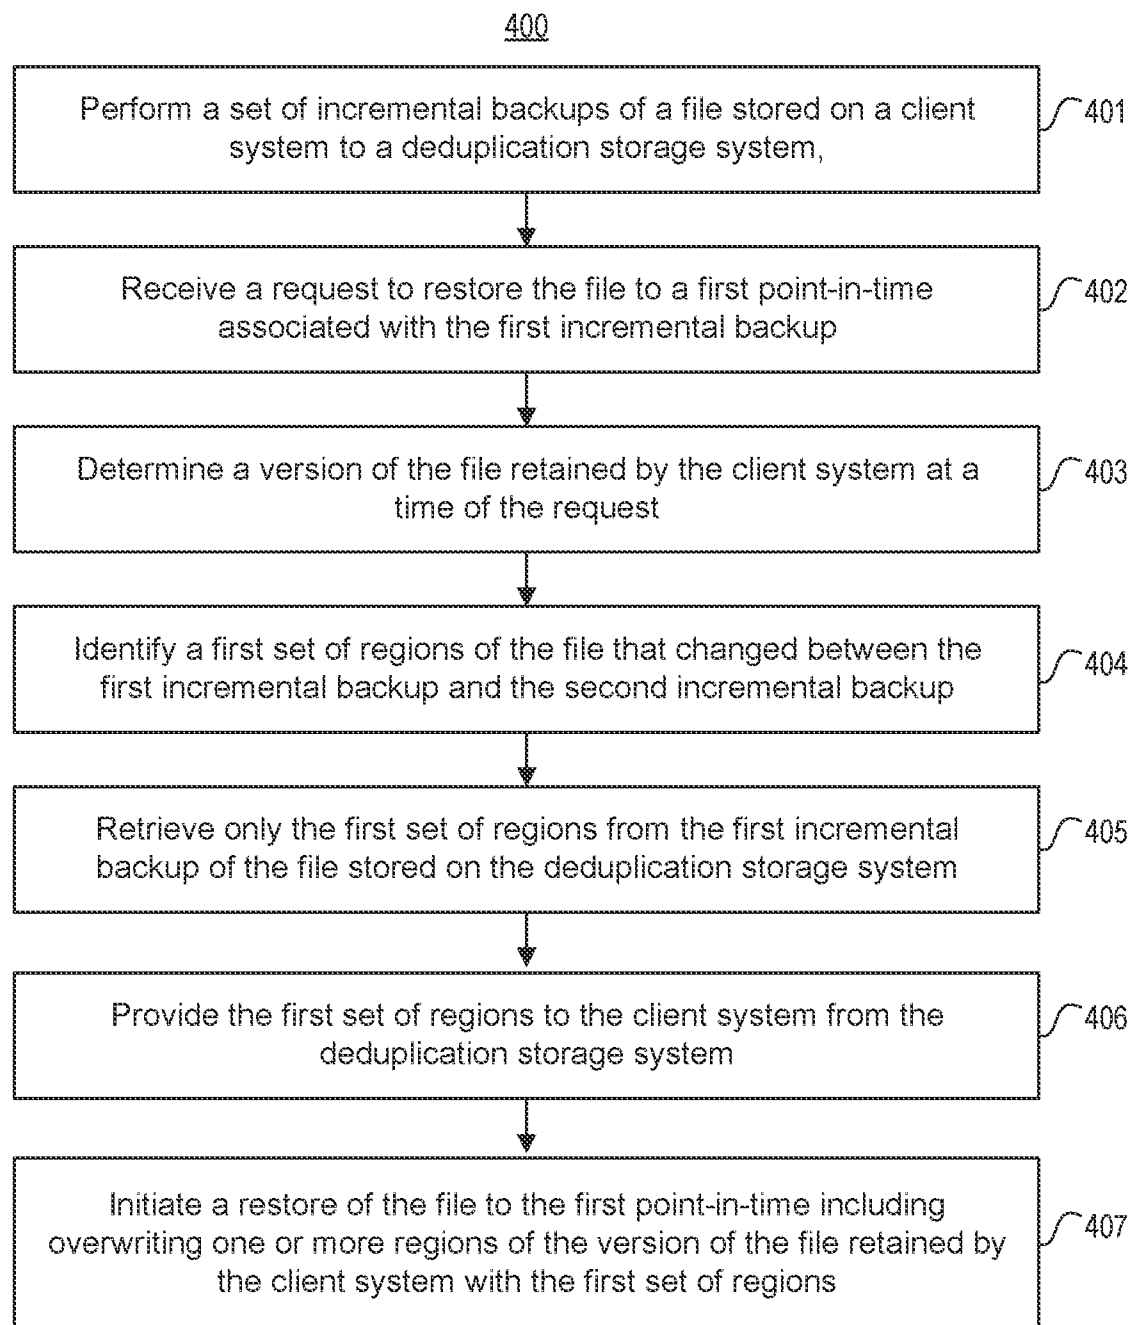 400
Perform a set of incremental backups of a file stored on a client
system to a deduplication storage system,
401
Receive a request to restore the file to a first point-in-time
associated with the first incremental backup
402
Determine a version of the file retained by the client system at a
time of the request
403
Identify a first set of regions of the file that changed between the
first incremental backup and the second incremental backup
404
Retrieve only the first set of regions from the first incremental
backup of the file stored on the deduplication storage system
405
Provide the first set of regions to the client system from the
deduplication storage system
406
Initiate a restore of the file to the first point-in-time including
overwriting one or more regions of the version of the file retained by
the client system with the first set of regions
407